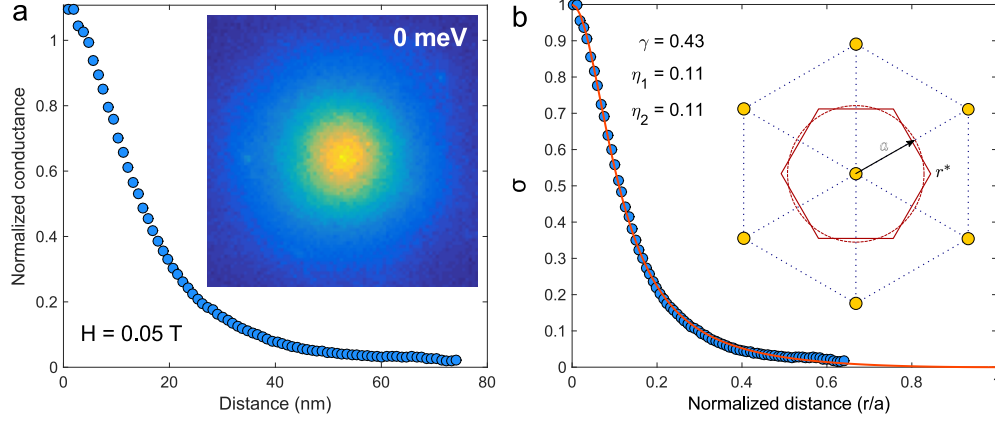 a
0 meV
H = 0.05 T
Normalized conductance
0
0.2
0.4
0.6
0.8
1
0
20
40
60
80
Distance (nm)
b
γ = 0.43
η₁ = 0.11
η₂ = 0.11
a
r*
σ
0
0.1
0.2
0.3
0.4
0.5
0.6
0.7
0.8
0.9
1
0
0.2
0.4
0.6
0.8
Normalized distance (r/a)